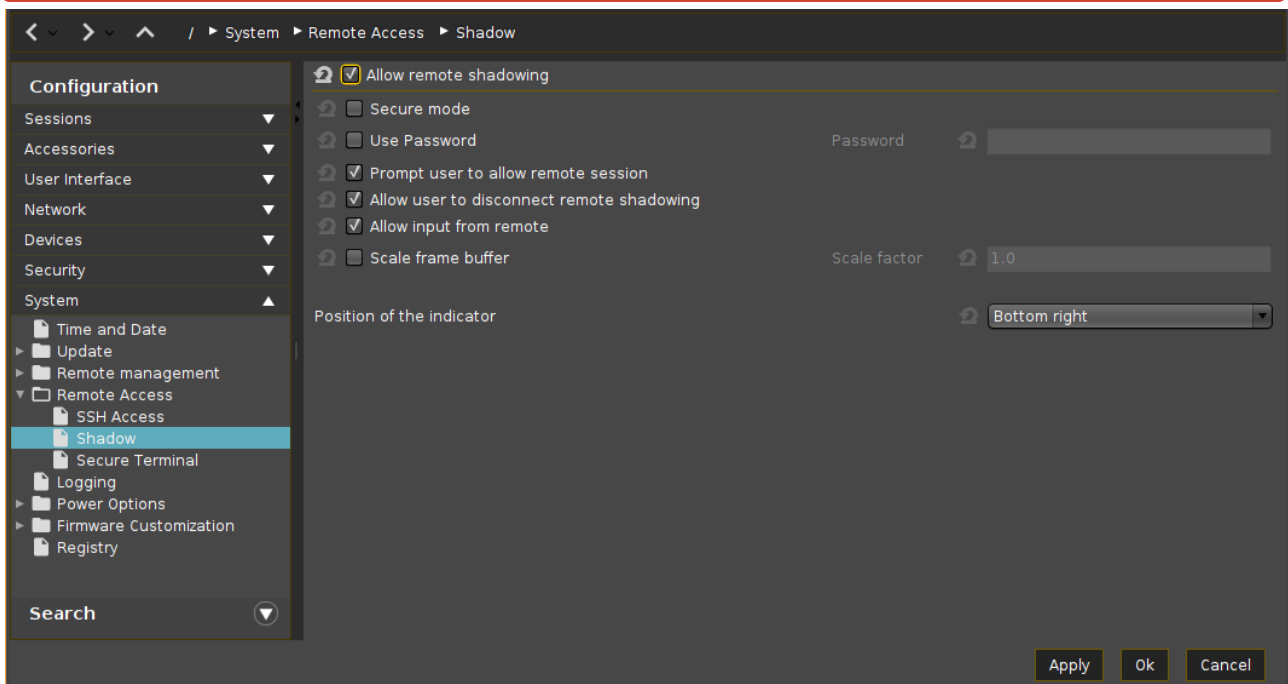 / System Remote Access Shadow
Configuration
Sessions
Accessories
User Interface
Network
Devices
Security
System
Time and Date
Update
Remote management
Remote Access
SSH Access
Shadow
Secure Terminal
Logging
Power Options
Firmware Customization
Registry
Search
Allow remote shadowing
Secure mode
Use Password Password
Prompt user to allow remote session
Allow user to disconnect remote shadowing
Allow input from remote
Scale frame buffer Scale factor 1.0
Position of the indicator Bottom right
Apply Ok Cancel